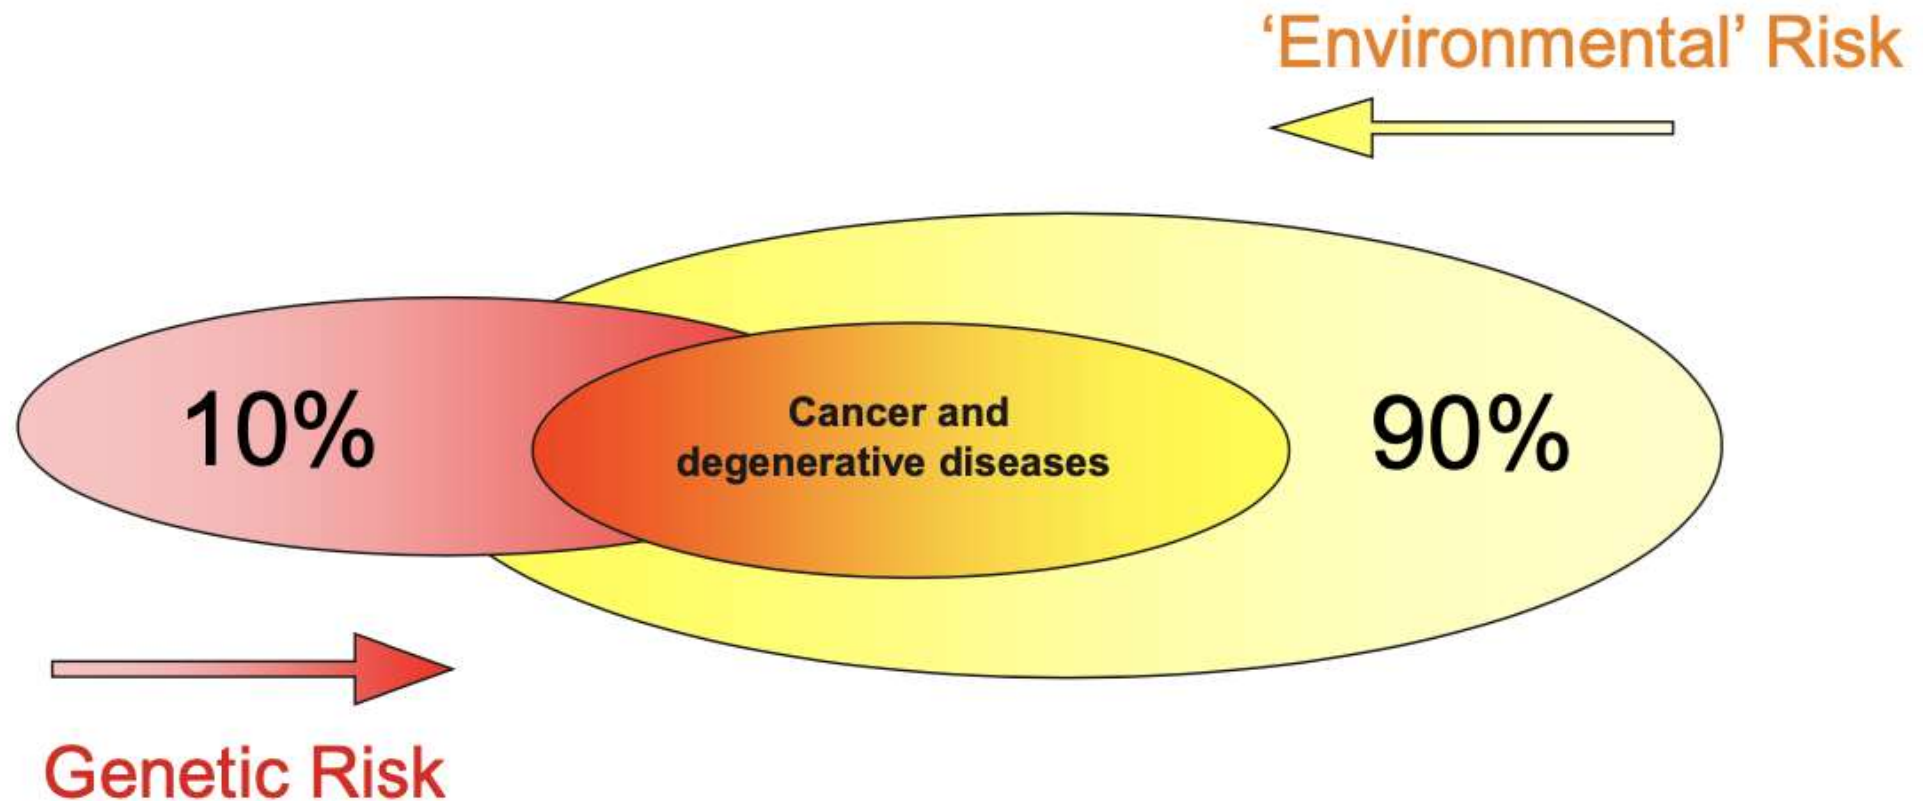 ‘Environmental’ Risk
10%
Cancer and
degenerative diseases
90%
Genetic Risk